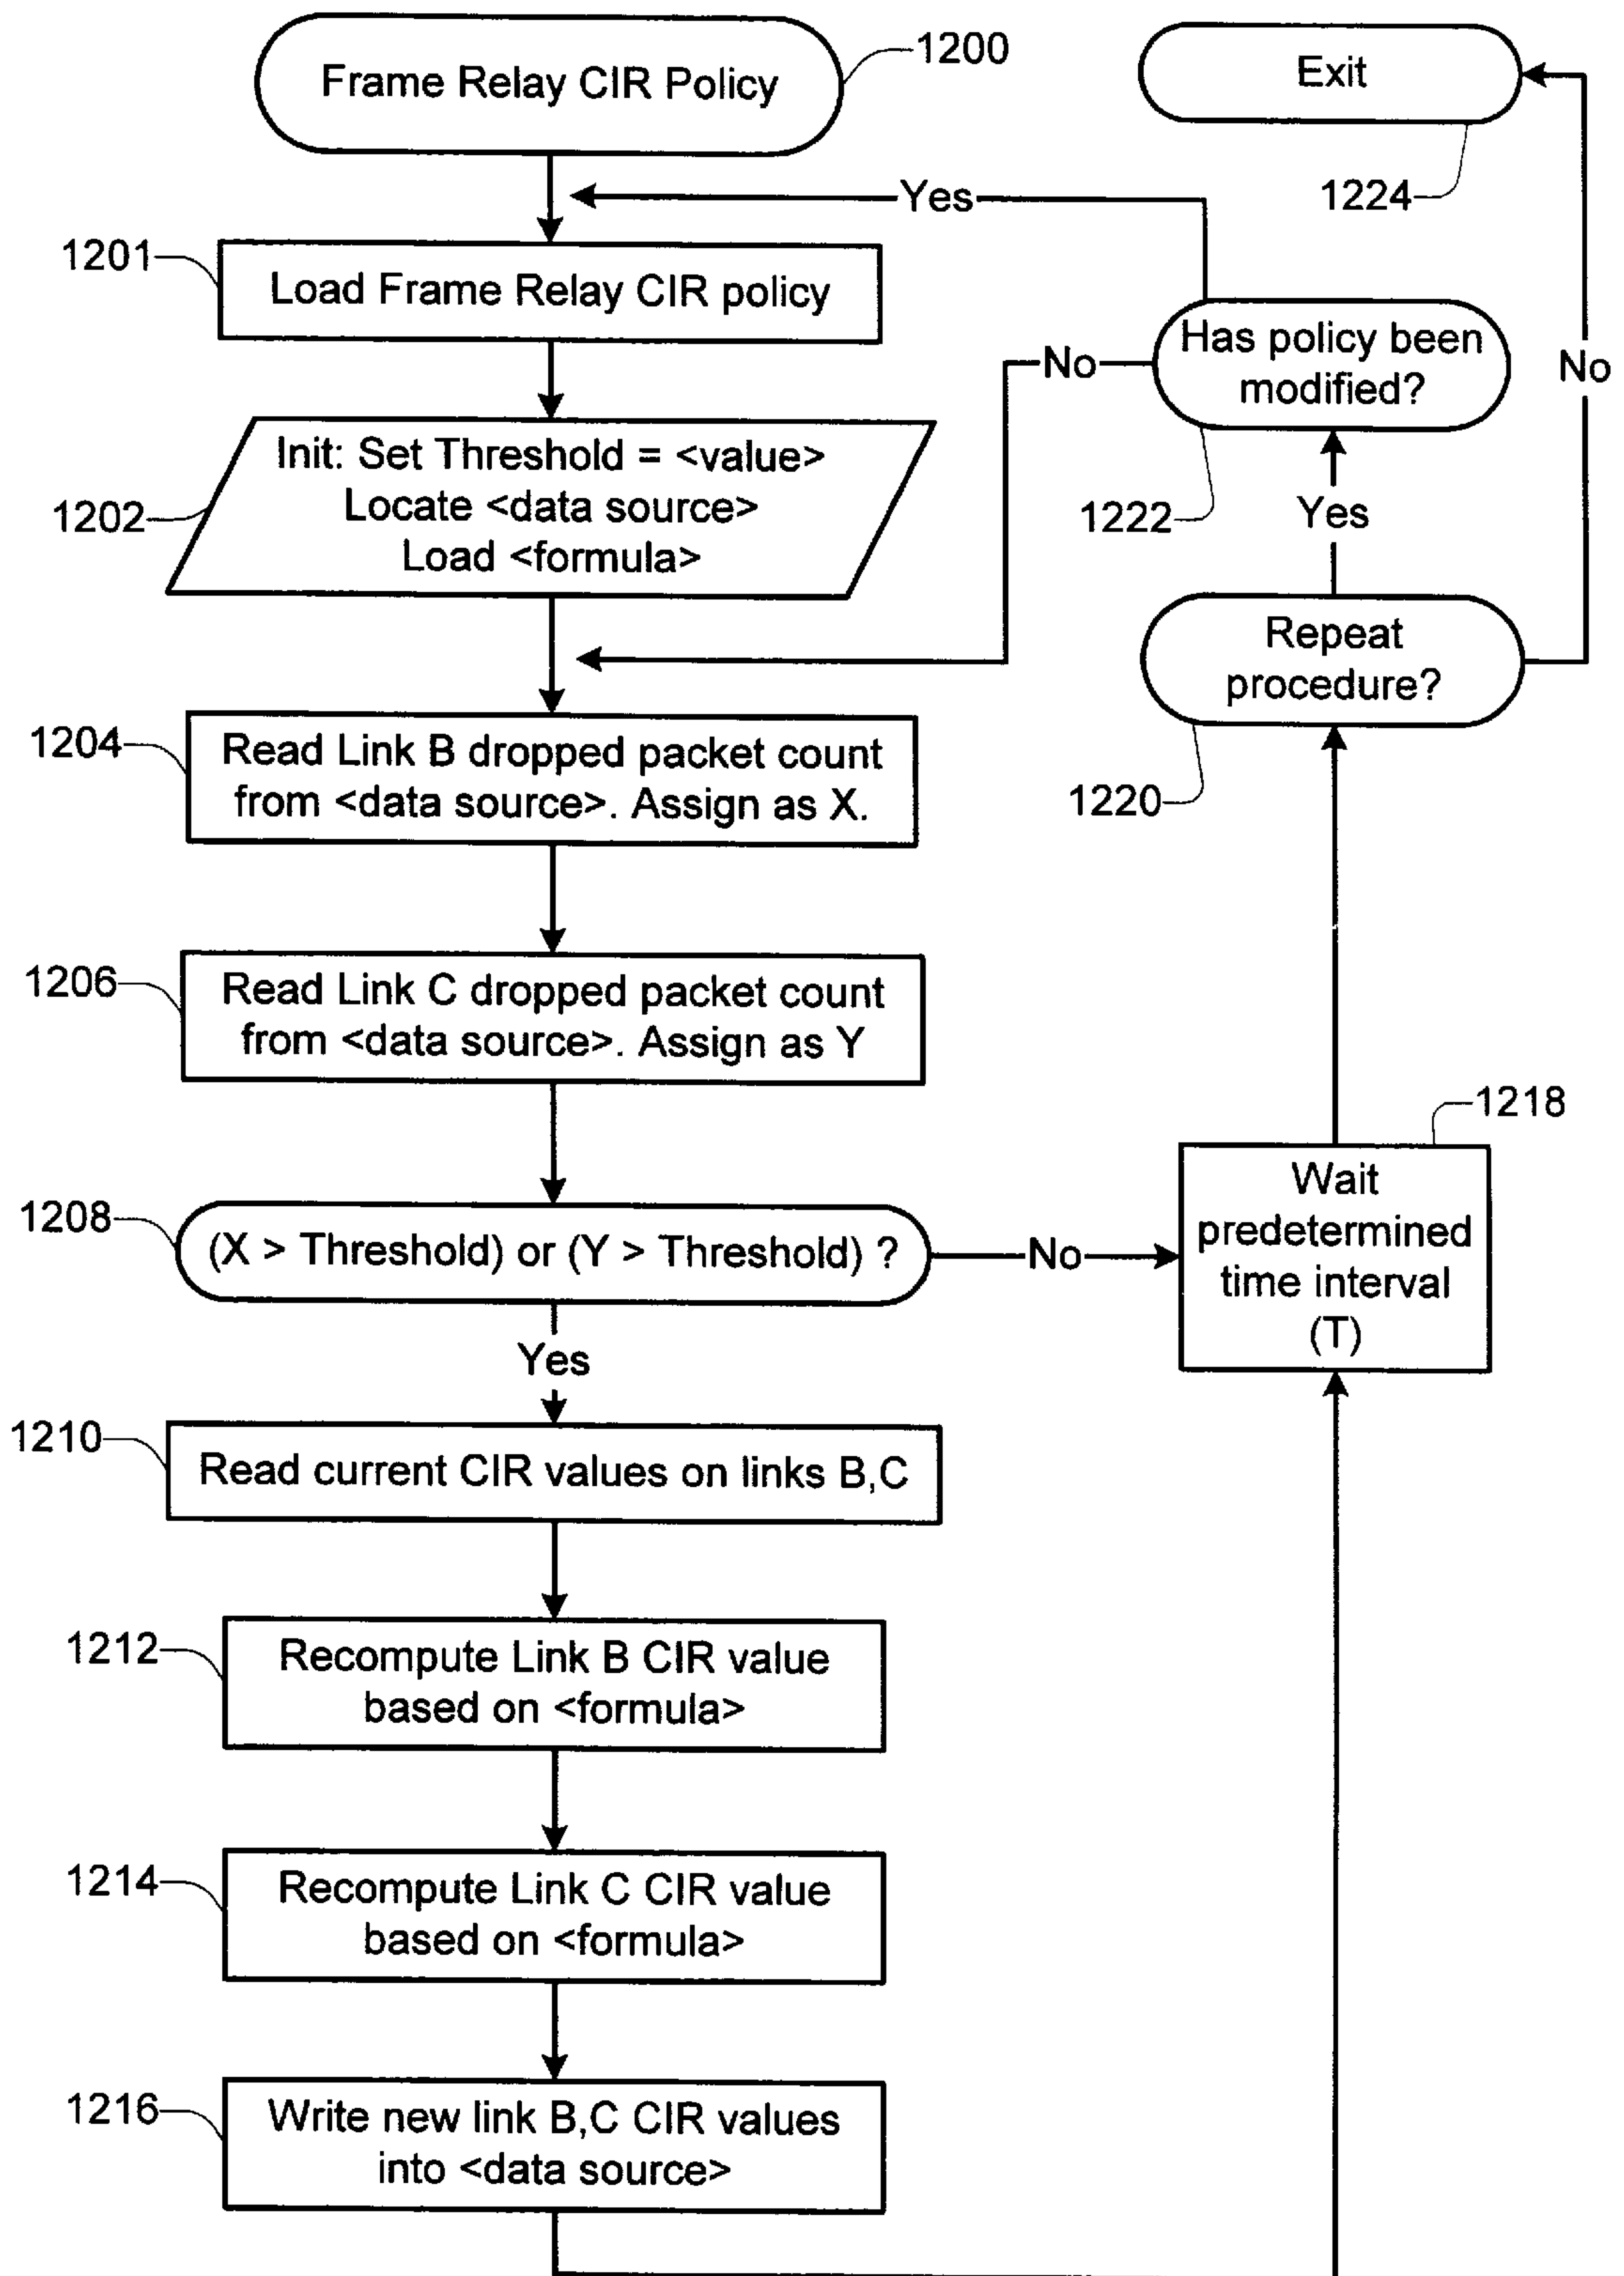 Frame Relay CIR Policy
1200
Exit
1224
Yes
1201
Load Frame Relay CIR policy
Has policy been
modified?
No
No
1222
Init: Set Threshold = <value>
Locate <data source>
Load <formula>
1202
Yes
Repeat
procedure?
1220
1204
Read Link B dropped packet count
from <data source>. Assign as X.
1206
Read Link C dropped packet count
from <data source>. Assign as Y
1218
Wait
predetermined
time interval
(T)
1208
(X > Threshold) or (Y > Threshold) ?
No
Yes
1210
Read current CIR values on links B,C
1212
Recompute Link B CIR value
based on <formula>
1214
Recompute Link C CIR value
based on <formula>
1216
Write new link B,C CIR values
into <data source>